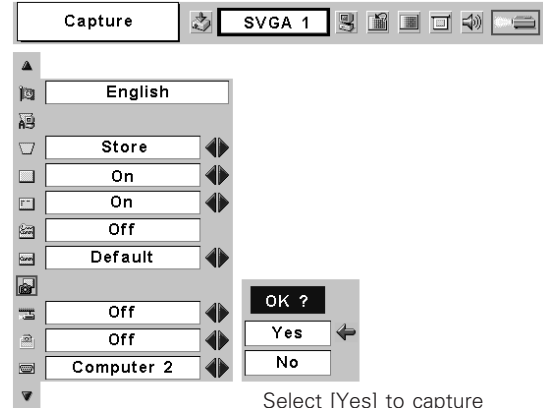 Capture SVGA 1
English
Store
On
On
Off
Default
Off
Off
Computer 2
OK ?
Yes
No
Select [Yes] to capture